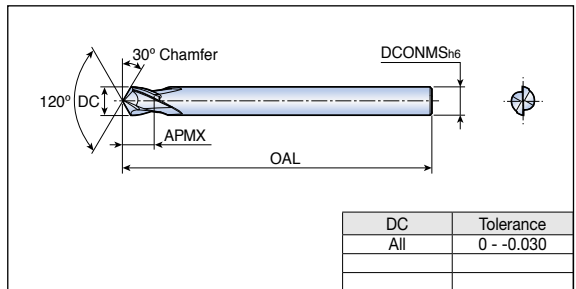 30º Chamfer
DCONMSh6
120º
DC
APMX
OAL
DC Tolerance
All 0 - -0.030